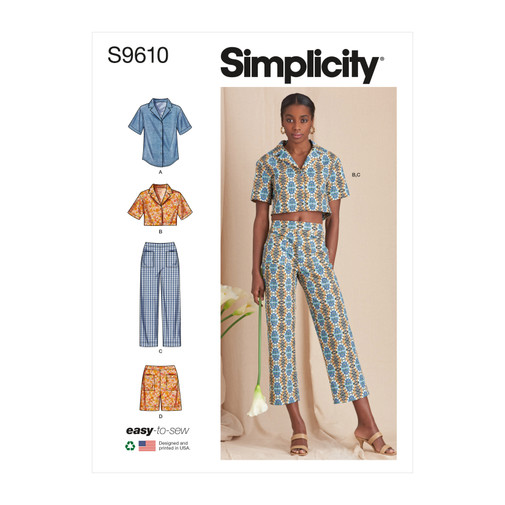 S9610
Simplicity®
A
B
C
D
B,C
easy-to-sew
Designed and
printed in USA.